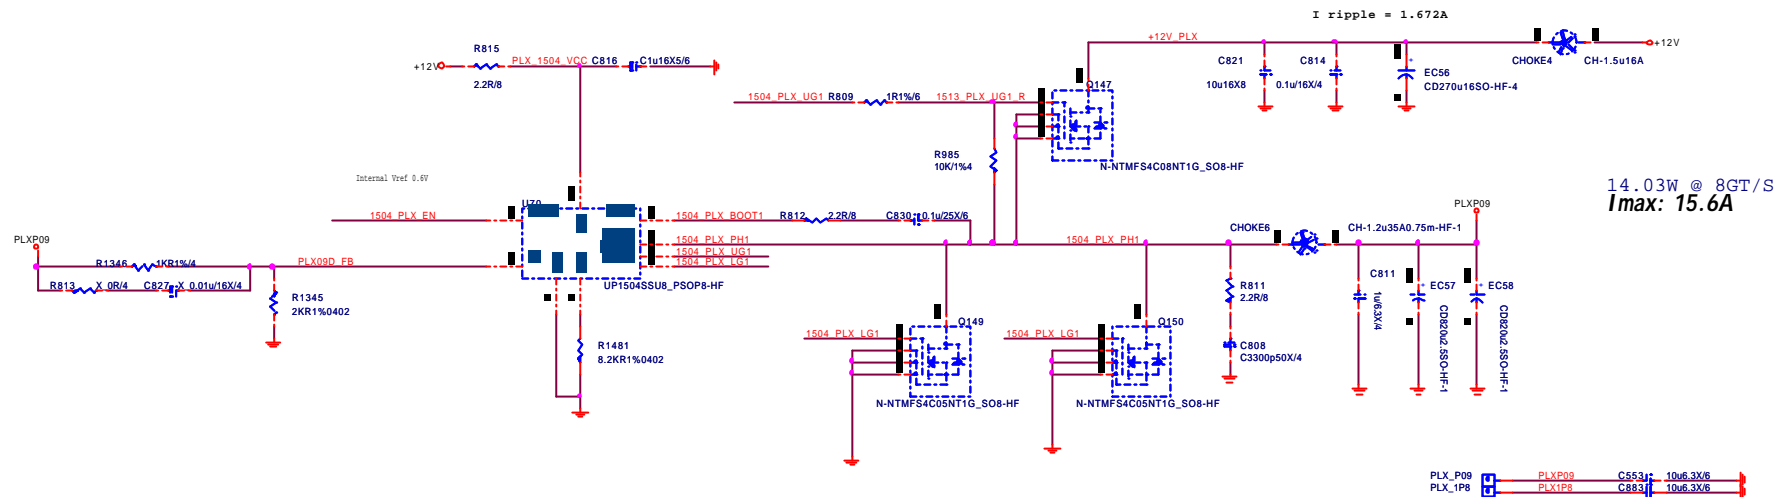 I ripple = 1.672A
+12V_PLX
+12V
R815
PLX_1504_VCC
C816
C1u16X5/6
+12V
2.2R/8
C821
10u16X8
C814
0.1u/16X/4
EC56
CD270u16SO-HF-4
CHOKE4
CH-1.5u16A
1504_PLX_UG1
R809
1R1%/6
1513_PLX_UG1_R
Q147
R985
10K/1%4
N-NTMFS4C08NT1G_SO8-HF
Internal Vref 0.6V
14.03W @ 8GT/S
Imax: 15.6A
1504_PLX_EN
1504_PLX_BOOT1
R812
2.2R/8
C830
0.1u/25X/6
PLXP09
PLXP09
1504_PLX_PH1
1504_PLX_UG1
1504_PLX_LG1
1504_PLX_PH1
CHOKE6
CH-1.2u35A0.75m-HF-1
R1346
1KR1%/4
PLX09D_FB
R813
X_0R/4
C827
X_0.01u/16X/4
UP1504SSU8_PSOP8-HF
R1345
2KR1%0402
R811
2.2R/8
C811
1u/6.3X/4
EC57
CD820u2.5SO-HF-1
EC58
CD820u2.5SO-HF-1
1504_PLX_LG1
Q149
1504_PLX_LG1
Q150
R1481
8.2KR1%0402
C808
C3300p50X/4
N-NTMFS4C05NT1G_SO8-HF
N-NTMFS4C05NT1G_SO8-HF
PLX_P09
PLXP09
C553
10u6.3X/6
PLX_1P8
PLX1P8
C883
10u6.3X/6